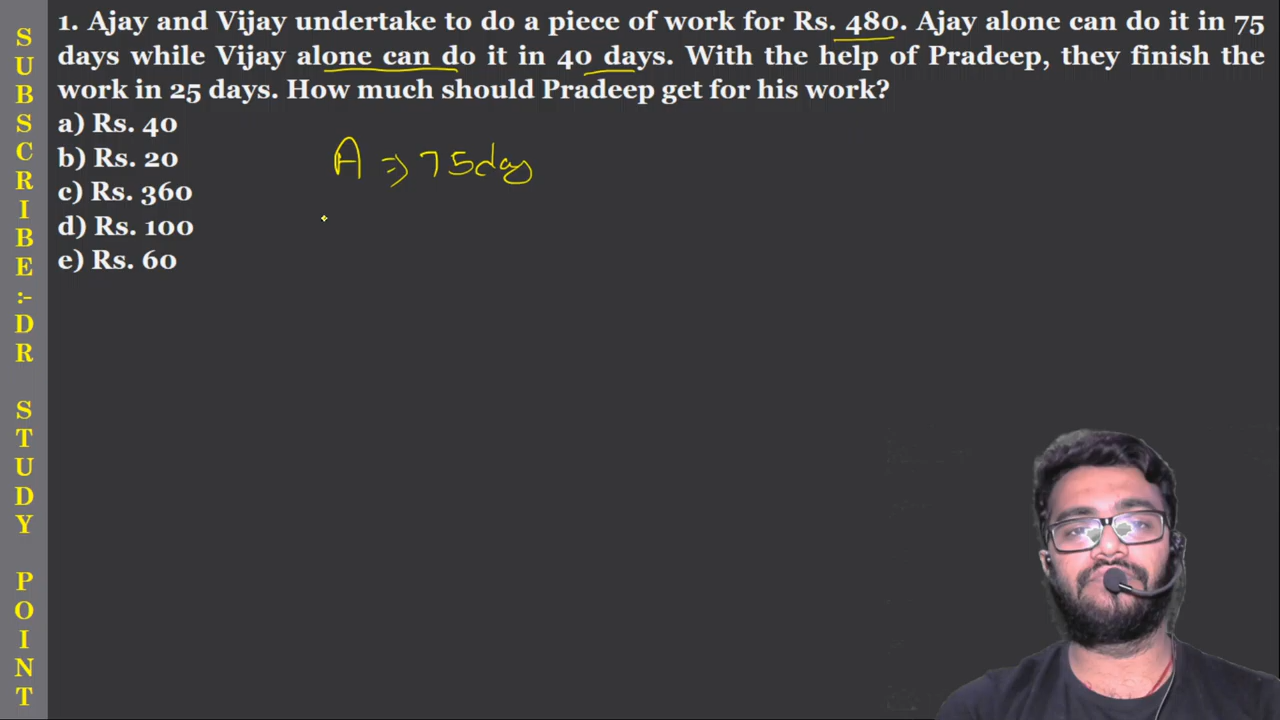 1. Ajay and Vijay undertake to do a piece of work for Rs. 480. Ajay alone can do it in 75
days while Vijay alone can do it in 40 days. With the help of Pradeep, they finish the
work in 25 days. How much should Pradeep get for his work?
a) Rs. 40
b) Rs. 20
c) Rs. 360
d) Rs. 100
e) Rs. 60
A => 75day
SUBSCRIBE:-DR STUDY POINT